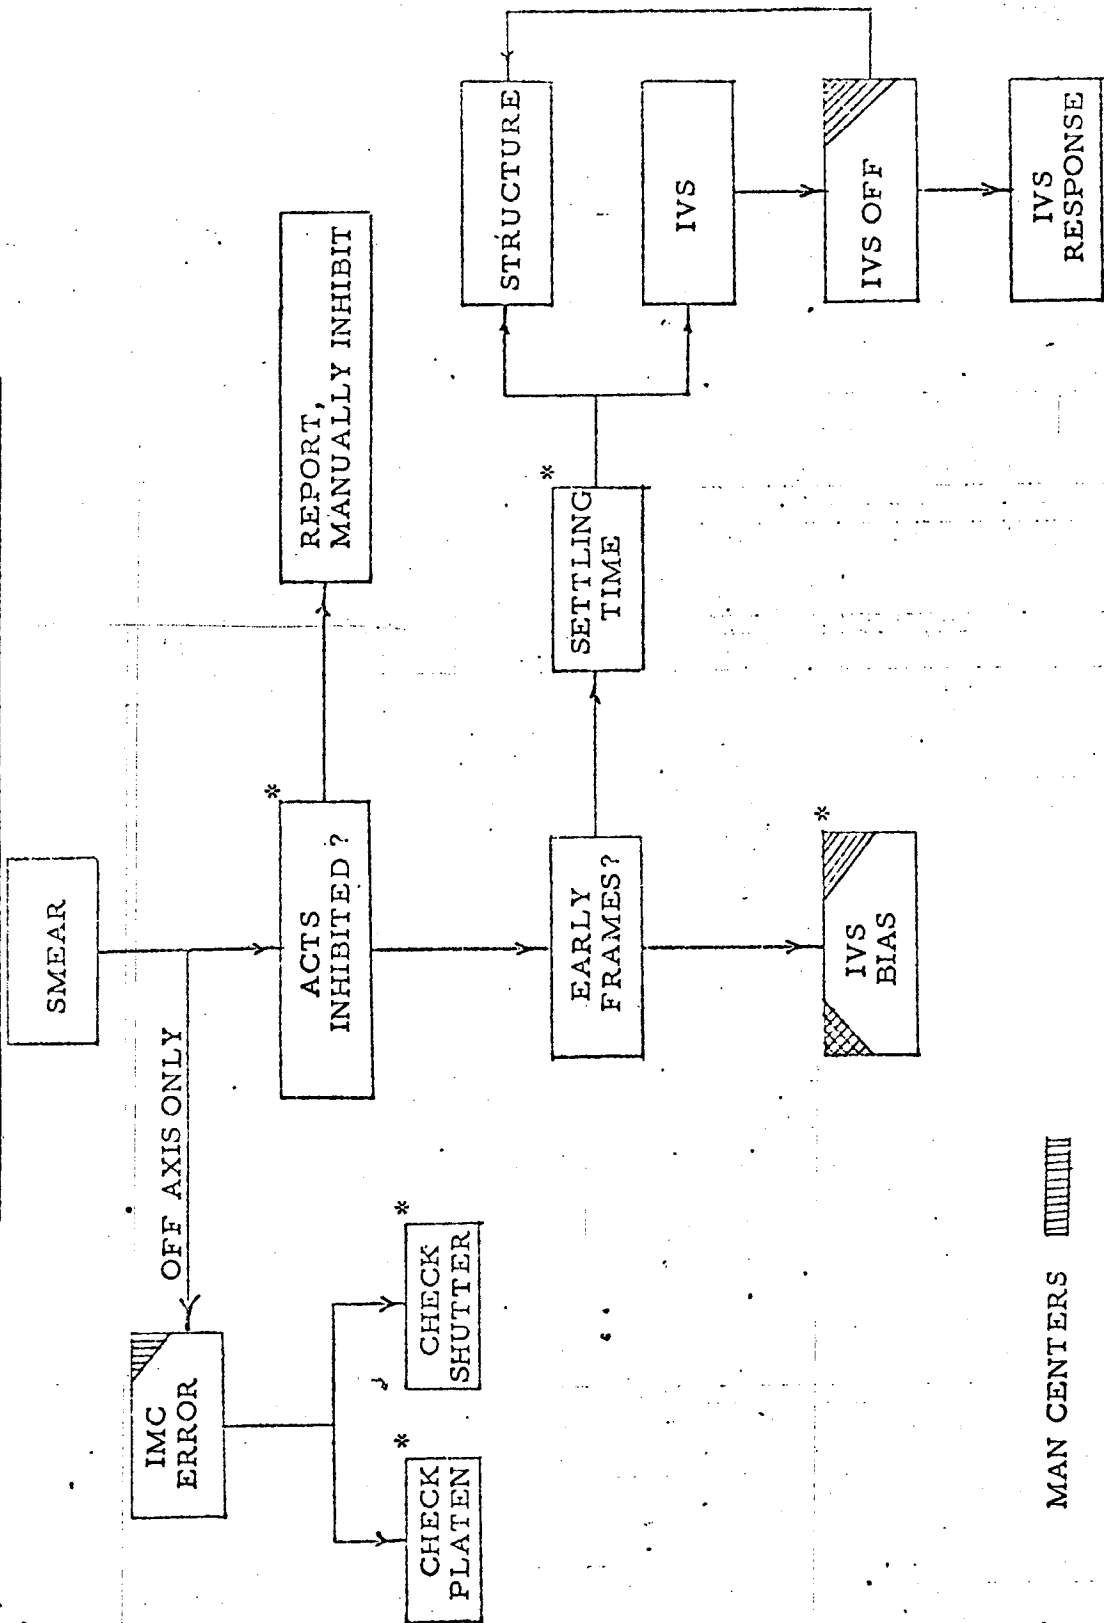 SMEAR
OFF AXIS ONLY
IMC
ERROR
*
ACTS
INHIBITED?
REPORT,
MANUALLY INHIBIT
*
CHECK
PLATEN
*
CHECK
SHUTTER
EARLY
FRAMES?
*
SETTLING
TIME
STRUCTURE
IVS
*
IVS
BIAS
IVS OFF
IVS
RESPONSE
MAN CENTERS